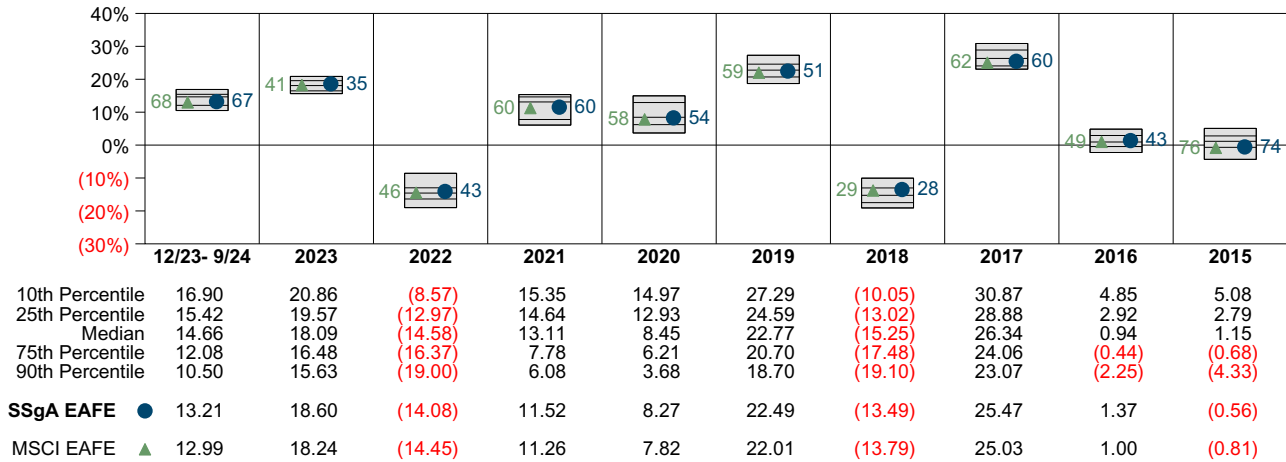 40%
30%
20%
10%
0%
(10%)
(20%)
(30%)
68 67
41 35
46 43
60 60
58 54
59 51
29 28
62 60
49 43
76 74
12/23- 9/24 2023 2022 2021 2020 2019 2018 2017 2016 2015
10th Percentile 16.90 20.86 (8.57) 15.35 14.97 27.29 (10.05) 30.87 4.85 5.08
25th Percentile 15.42 19.57 (12.97) 14.64 12.93 24.59 (13.02) 28.88 2.92 2.79
Median 14.66 18.09 (14.58) 13.11 8.45 22.77 (15.25) 26.34 0.94 1.15
75th Percentile 12.08 16.48 (16.37) 7.78 6.21 20.70 (17.48) 24.06 (0.44) (0.68)
90th Percentile 10.50 15.63 (19.00) 6.08 3.68 18.70 (19.10) 23.07 (2.25) (4.33)
SSgA EAFE 13.21 18.60 (14.08) 11.52 8.27 22.49 (13.49) 25.47 1.37 (0.56)
MSCI EAFE 12.99 18.24 (14.45) 11.26 7.82 22.01 (13.79) 25.03 1.00 (0.81)